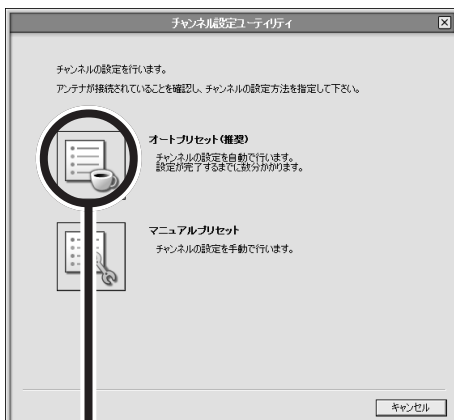 チャンネル設定ユーティリティ
チャンネルの設定を行います。
アンテナが接続されていることを確認し、チャンネルの設定方法を指定して下さい。
オートプリセット(推奨)
チャンネルの設定を自動で行います。
設定が完了するまでに数分かかります。
マニュアルプリセット
チャンネルの設定を手動で行います。
キャンセル